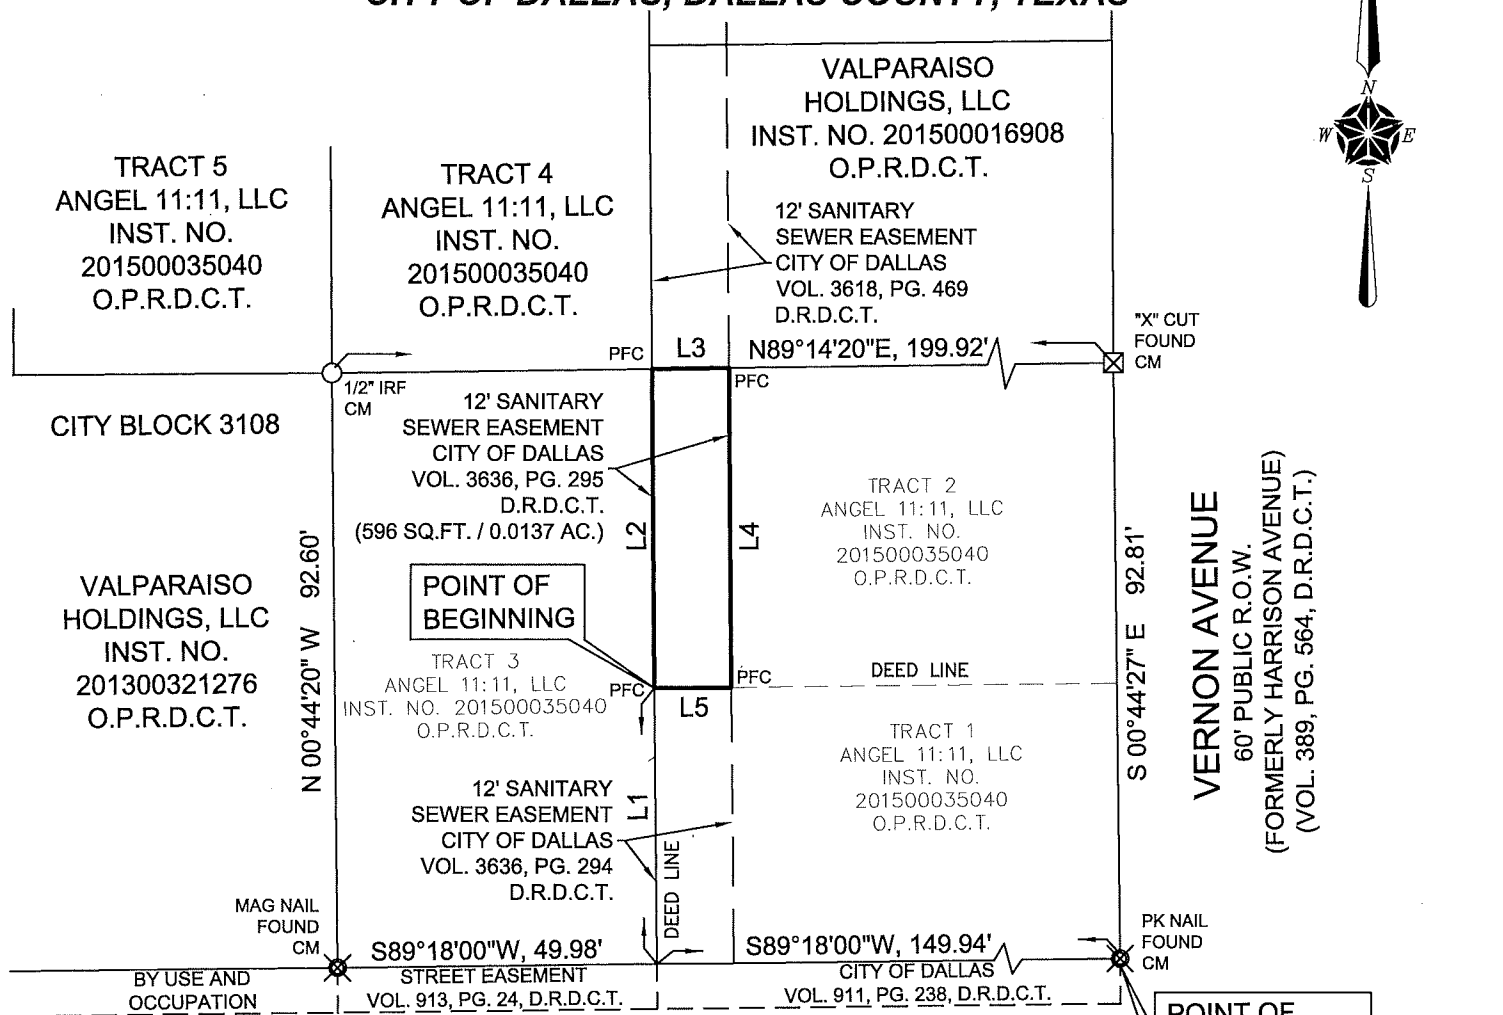 CITY OF DALLAS, DALLAS COUNTY, TEXAS
VALPARAISO
HOLDINGS, LLC
INST. NO. 201500016908
O.P.R.D.C.T.
N
W
E
S
TRACT 5
ANGEL 11:11, LLC
INST. NO.
201500035040
O.P.R.D.C.T.
TRACT 4
ANGEL 11:11, LLC
INST. NO.
201500035040
O.P.R.D.C.T.
12' SANITARY
SEWER EASEMENT
CITY OF DALLAS
VOL. 3618, PG. 469
D.R.D.C.T.
"X" CUT
FOUND
CM
PFC
L3
N89°14'20"E, 199.92'
PFC
1/2" IRF
CM
CITY BLOCK 3108
12' SANITARY
SEWER EASEMENT
CITY OF DALLAS
VOL. 3636, PG. 295
D.R.D.C.T.
(596 SQ.FT. / 0.0137 AC.)
L2
L4
TRACT 2
ANGEL 11:11, LLC
INST. NO.
201500035040
O.P.R.D.C.T.
N 00°44'20" W 92.60'
S 00°44'27" E 92.81'
VERNON AVENUE
60' PUBLIC R.O.W.
(FORMERLY HARRISON AVENUE)
(VOL. 389, PG. 564, D.R.D.C.T.)
VALPARAISO
HOLDINGS, LLC
INST. NO.
201300321276
O.P.R.D.C.T.
POINT OF
BEGINNING
TRACT 3
ANGEL 11:11, LLC
INST. NO. 201500035040
O.P.R.D.C.T.
PFC
PFC
L5
DEED LINE
TRACT 1
ANGEL 11:11, LLC
INST. NO.
201500035040
O.P.R.D.C.T.
12' SANITARY
SEWER EASEMENT
CITY OF DALLAS
VOL. 3636, PG. 294
D.R.D.C.T.
L1
DEED LINE
MAG NAIL
FOUND
CM
PK NAIL
FOUND
CM
S89°18'00"W, 49.98'
S89°18'00"W, 149.94'
BY USE AND
OCCUPATION
STREET EASEMENT
VOL. 913, PG. 24, D.R.D.C.T.
CITY OF DALLAS
VOL. 911, PG. 238, D.R.D.C.T.
POINT OF